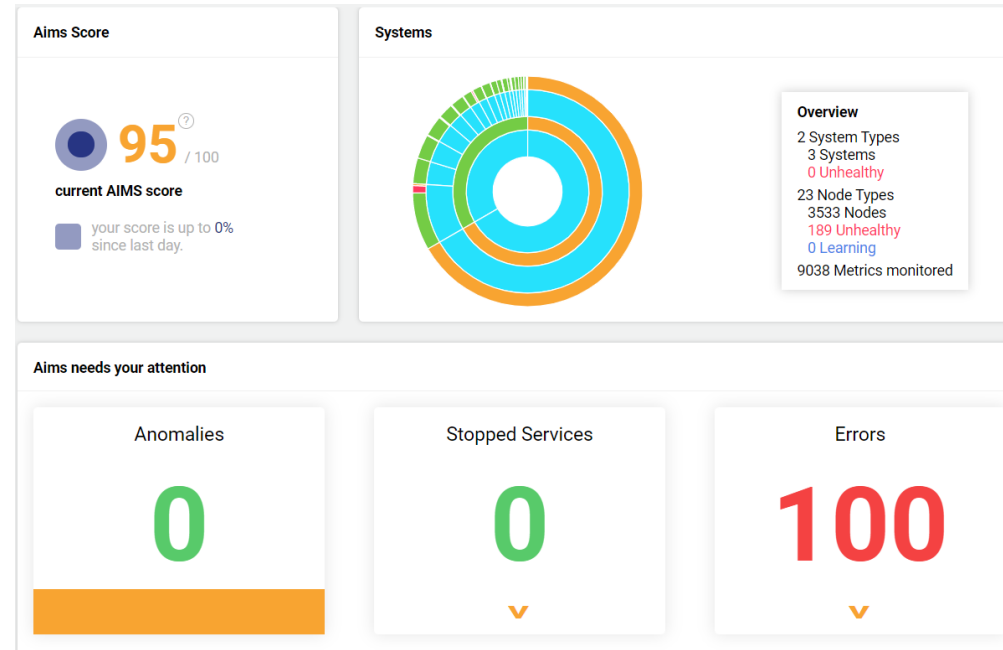 Aims Score
95 ? / 100
current AIMS score
your score is up to 0%
since last day.
Systems
Overview
2 System Types
3 Systems
0 Unhealthy
23 Node Types
3533 Nodes
189 Unhealthy
0 Learning
9038 Metrics monitored
Aims needs your attention
Anomalies
0
Stopped Services
0
Errors
100